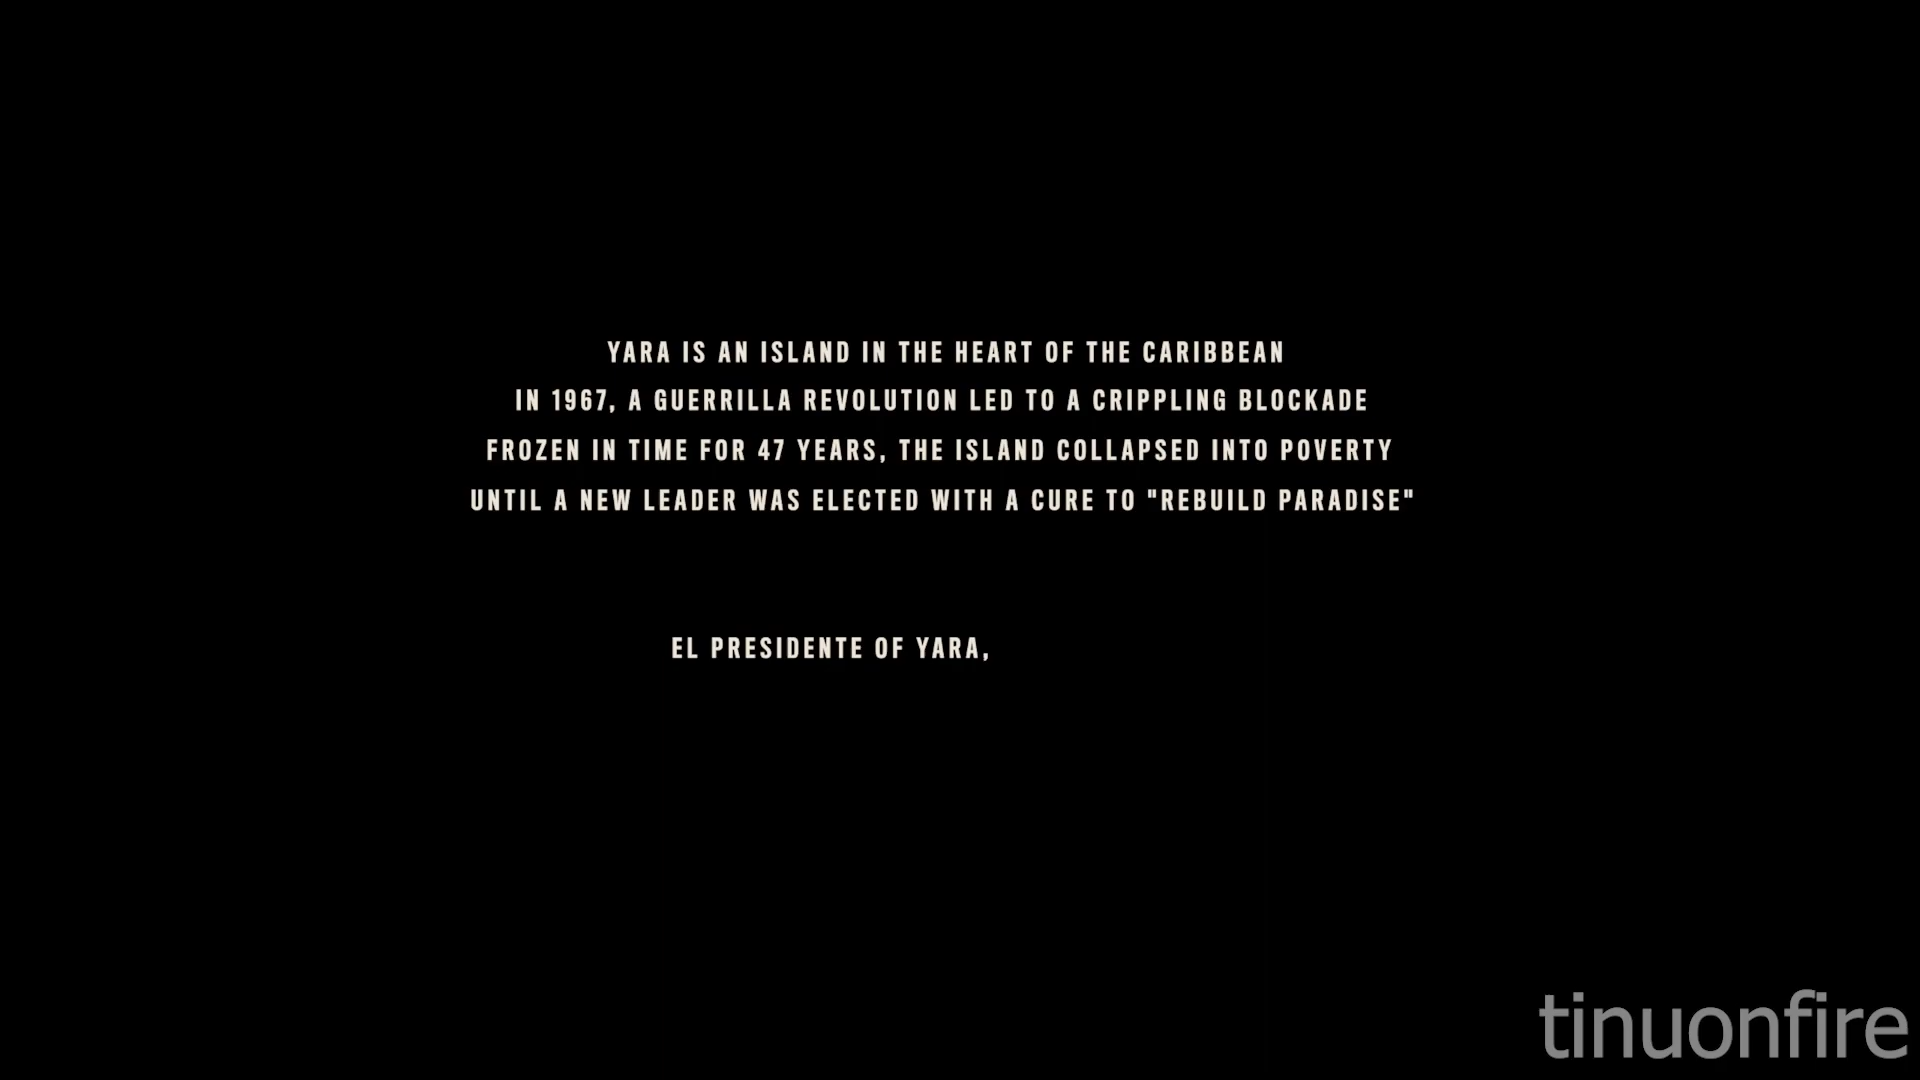 YARA IS AN ISLAND IN THE HEART OF THE CARIBBEAN
IN 1967, A GUERRILLA REVOLUTION LED TO A CRIPPLING BLOCKADE
FROZEN IN TIME FOR 47 YEARS, THE ISLAND COLLAPSED INTO POVERTY
UNTIL A NEW LEADER WAS ELECTED WITH A CURE TO "REBUILD PARADISE"
EL PRESIDENTE OF YARA,
tinuonfire